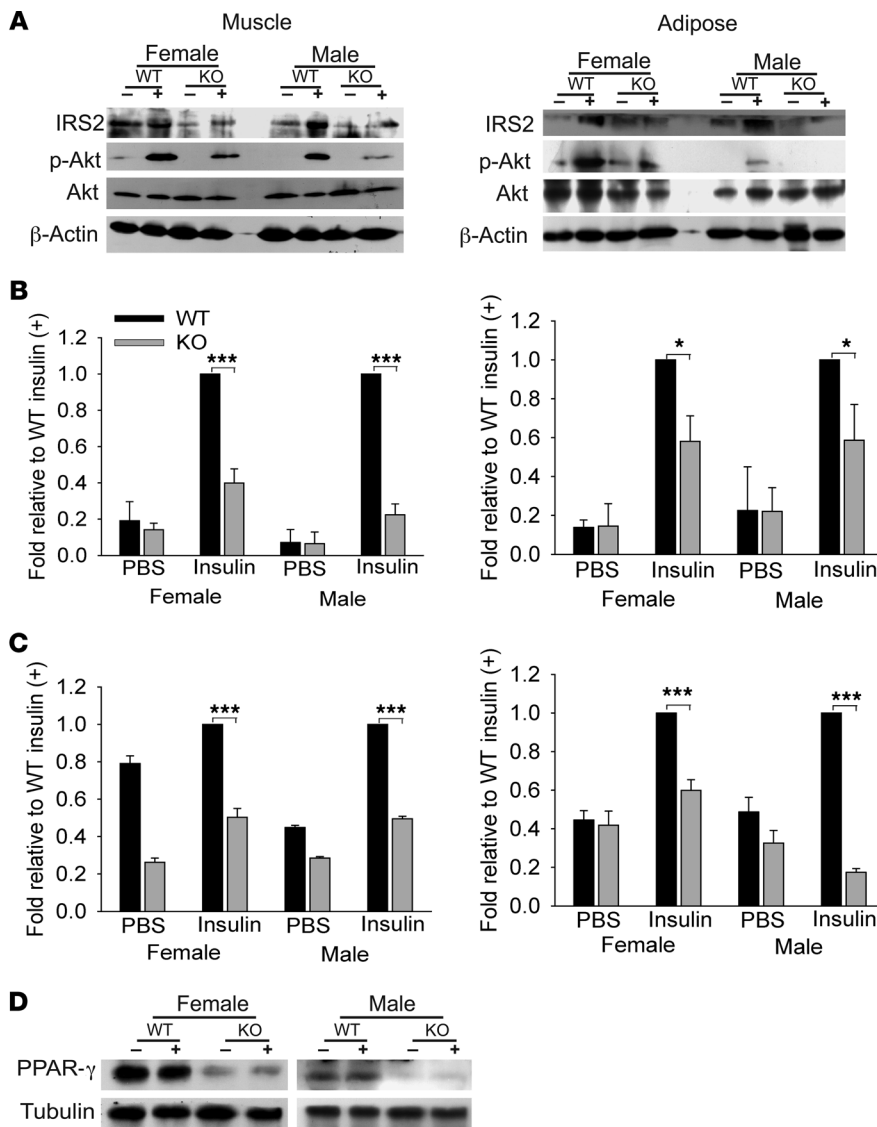 A
Muscle
Female Male
WT KO WT KO
– + – + – + – +
IRS2
p-Akt
Akt
β-Actin
Adipose
Female Male
WT KO WT KO
– + – + – + – +
IRS2
p-Akt
Akt
β-Actin
B
WT
KO
Fold relative to WT insulin (+)
1.2
1.0
0.8
0.6
0.4
0.2
0.0
*** ***
PBS Insulin PBS Insulin
Female Male
Fold relative to WT insulin (+)
1.2
1.0
0.8
0.6
0.4
0.2
0.0
* *
PBS Insulin PBS Insulin
Female Male
C
Fold relative to WT insulin (+)
1.2
1.0
0.8
0.6
0.4
0.2
0.0
*** ***
PBS Insulin PBS Insulin
Female Male
Fold relative to WT insulin (+)
1.2
1.0
0.8
0.6
0.4
0.2
0.0
*** ***
PBS Insulin PBS Insulin
Female Male
D
Female Male
WT KO WT KO
– + – + – + – +
PPAR-γ
Tubulin